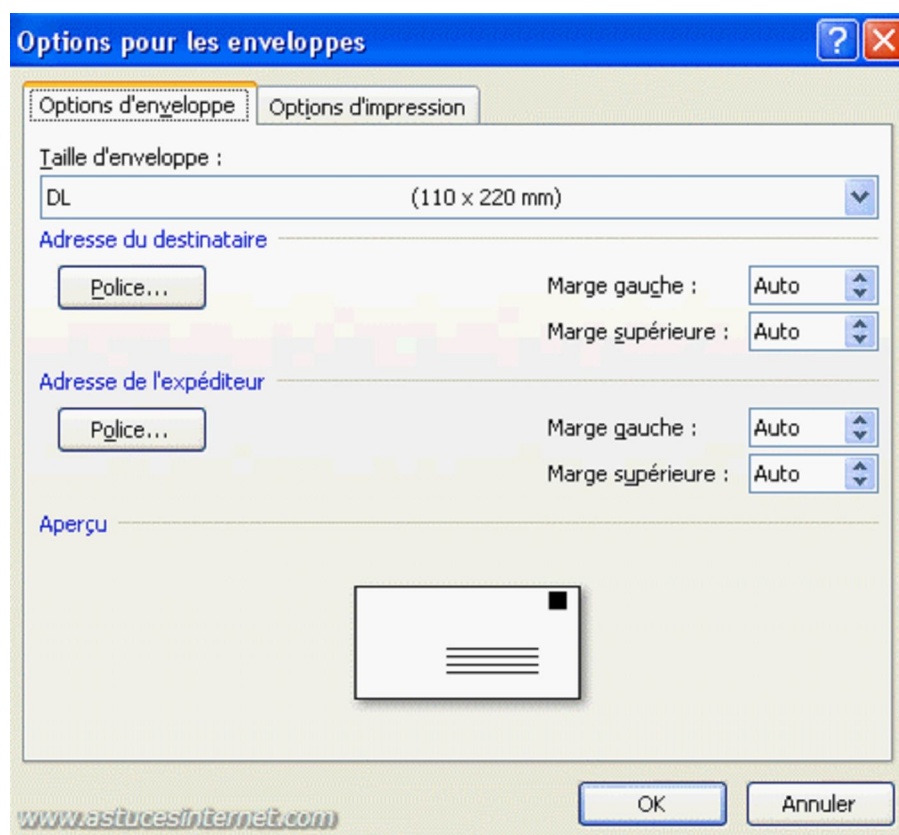 Options pour les enveloppes
Options d'enveloppe Options d'impression
Taille d'enveloppe :
DL (110 x 220 mm)
Adresse du destinataire
Police... Marge gauche : Auto
Marge supérieure : Auto
Adresse de l'expéditeur
Police... Marge gauche : Auto
Marge supérieure : Auto
Aperçu
OK Annuler
www.astucesinternet.com